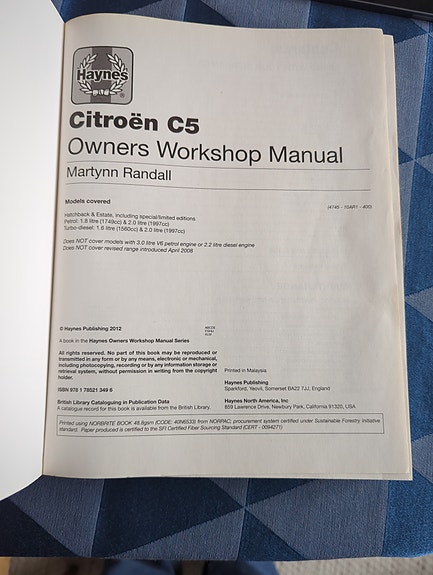 Haynes
®
Citroën C5
Owners Workshop Manual
Martynn Randall
Models covered
(4745 - 10AR1 - 400)
Hatchback & Estate, including special/limited editions
Petrol: 1.8 litre (1749cc) & 2.0 litre (1997cc)
Turbo-diesel: 1.6 litre (1560cc) & 2.0 litre (1997cc)
Does NOT cover models with 3.0 litre V6 petrol engine or 2.2 litre diesel engine
Does NOT cover revised range introduced April 2008
© Haynes Publishing 2012
ABCDE
FGHIJ
KLM
A book in the Haynes Owners Workshop Manual Series
All rights reserved. No part of this book may be reproduced or
transmitted in any form or by any means, electronic or mechanical,
including photocopying, recording or by any information storage or
retrieval system, without permission in writing from the copyright
holder.
ISBN 978 1 78521 349 6
British Library Cataloguing in Publication Data
A catalogue record for this book is available from the British Library.
Printed in Malaysia
Haynes Publishing
Sparkford, Yeovil, Somerset BA22 7JJ, England
Haynes North America, Inc
859 Lawrence Drive, Newbury Park, California 91320, USA
Printed using NORBRITE BOOK 48.8gsm (CODE: 40N6533) from NORPAC; procurement system certified under Sustainable Forestry Initiative
standard. Paper produced is certified to the SFI Certified Fiber Sourcing Standard (CERT - 0094271)